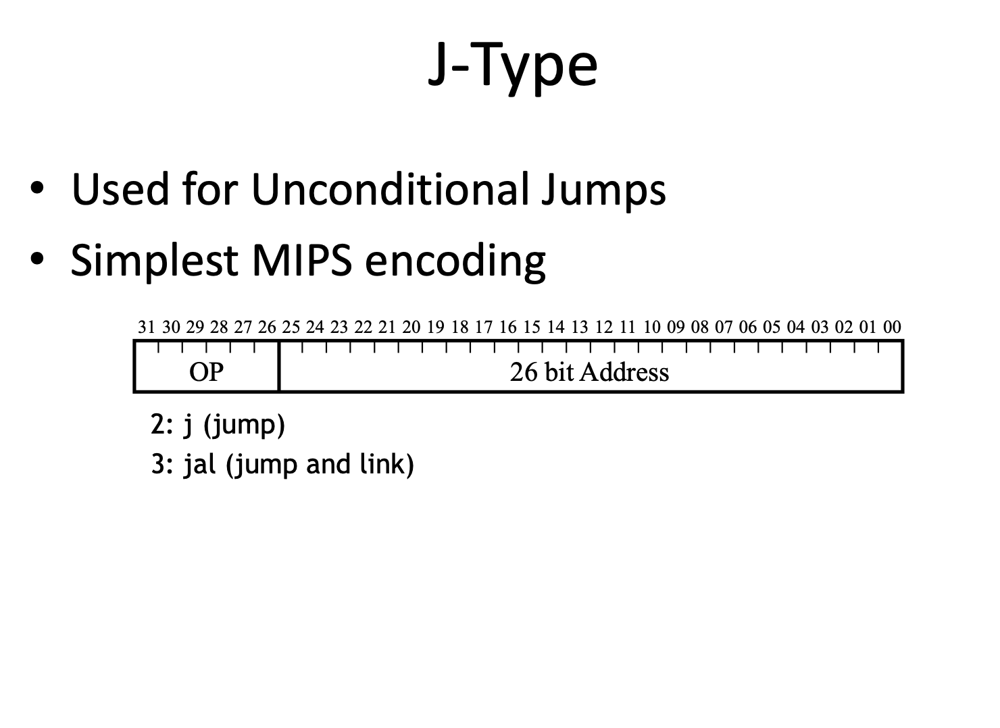 J-Type
• Used for Unconditional Jumps
• Simplest MIPS encoding
31 30 29 28 27 26 25 24 23 22 21 20 19 18 17 16 15 14 13 12 11 10 09 08 07 06 05 04 03 02 01 00
OP 26 bit Address
2: j (jump)
3: jal (jump and link)